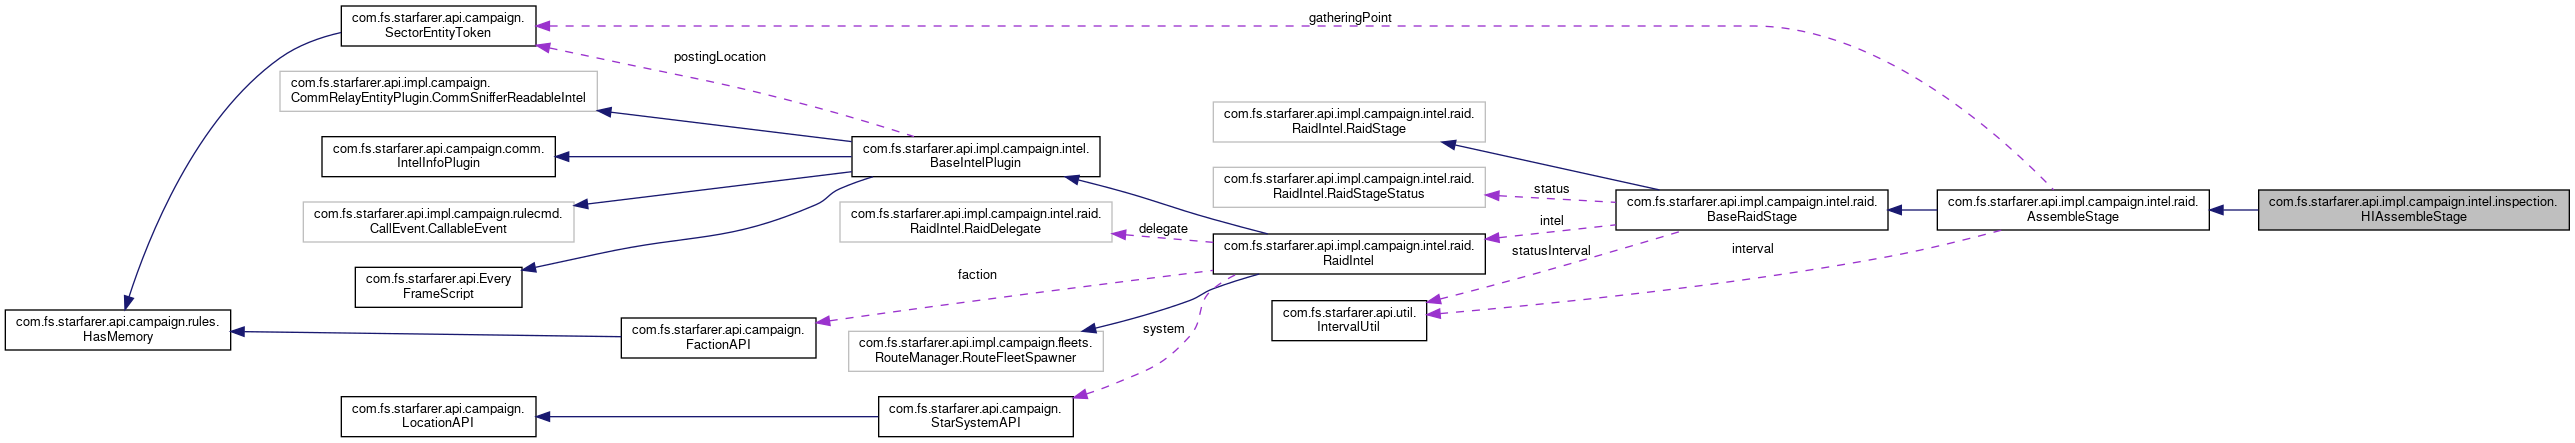 com.fs.starfarer.api.campaign.
SectorEntityToken
gatheringPoint
postingLocation
com.fs.starfarer.api.impl.campaign.
CommRelayEntityPlugin.CommSnifferReadableIntel
com.fs.starfarer.api.impl.campaign.intel.raid.
RaidIntel.RaidStage
com.fs.starfarer.api.campaign.comm.
IntelInfoPlugin
com.fs.starfarer.api.impl.campaign.intel.
BaseIntelPlugin
com.fs.starfarer.api.impl.campaign.intel.raid.
RaidIntel.RaidStageStatus
status
com.fs.starfarer.api.impl.campaign.intel.raid.
BaseRaidStage
com.fs.starfarer.api.impl.campaign.intel.raid.
AssembleStage
com.fs.starfarer.api.impl.campaign.intel.inspection.
HIAssembleStage
com.fs.starfarer.api.impl.campaign.rulecmd.
CallEvent.CallableEvent
com.fs.starfarer.api.impl.campaign.intel.raid.
RaidIntel.RaidDelegate
delegate
intel
com.fs.starfarer.api.impl.campaign.intel.raid.
RaidIntel
statusInterval
interval
com.fs.starfarer.api.Every
FrameScript
faction
com.fs.starfarer.api.campaign.rules.
HasMemory
com.fs.starfarer.api.campaign.
FactionAPI
com.fs.starfarer.api.impl.campaign.fleets.
RouteManager.RouteFleetSpawner
system
com.fs.starfarer.api.util.
IntervalUtil
com.fs.starfarer.api.campaign.
LocationAPI
com.fs.starfarer.api.campaign.
StarSystemAPI